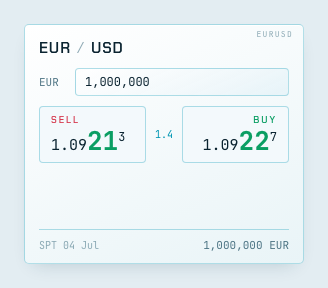 EURUSD
EUR / USD
EUR 1,000,000
SELL BUY
1.09213 1.4 1.09227
SPT 04 Jul 1,000,000 EUR